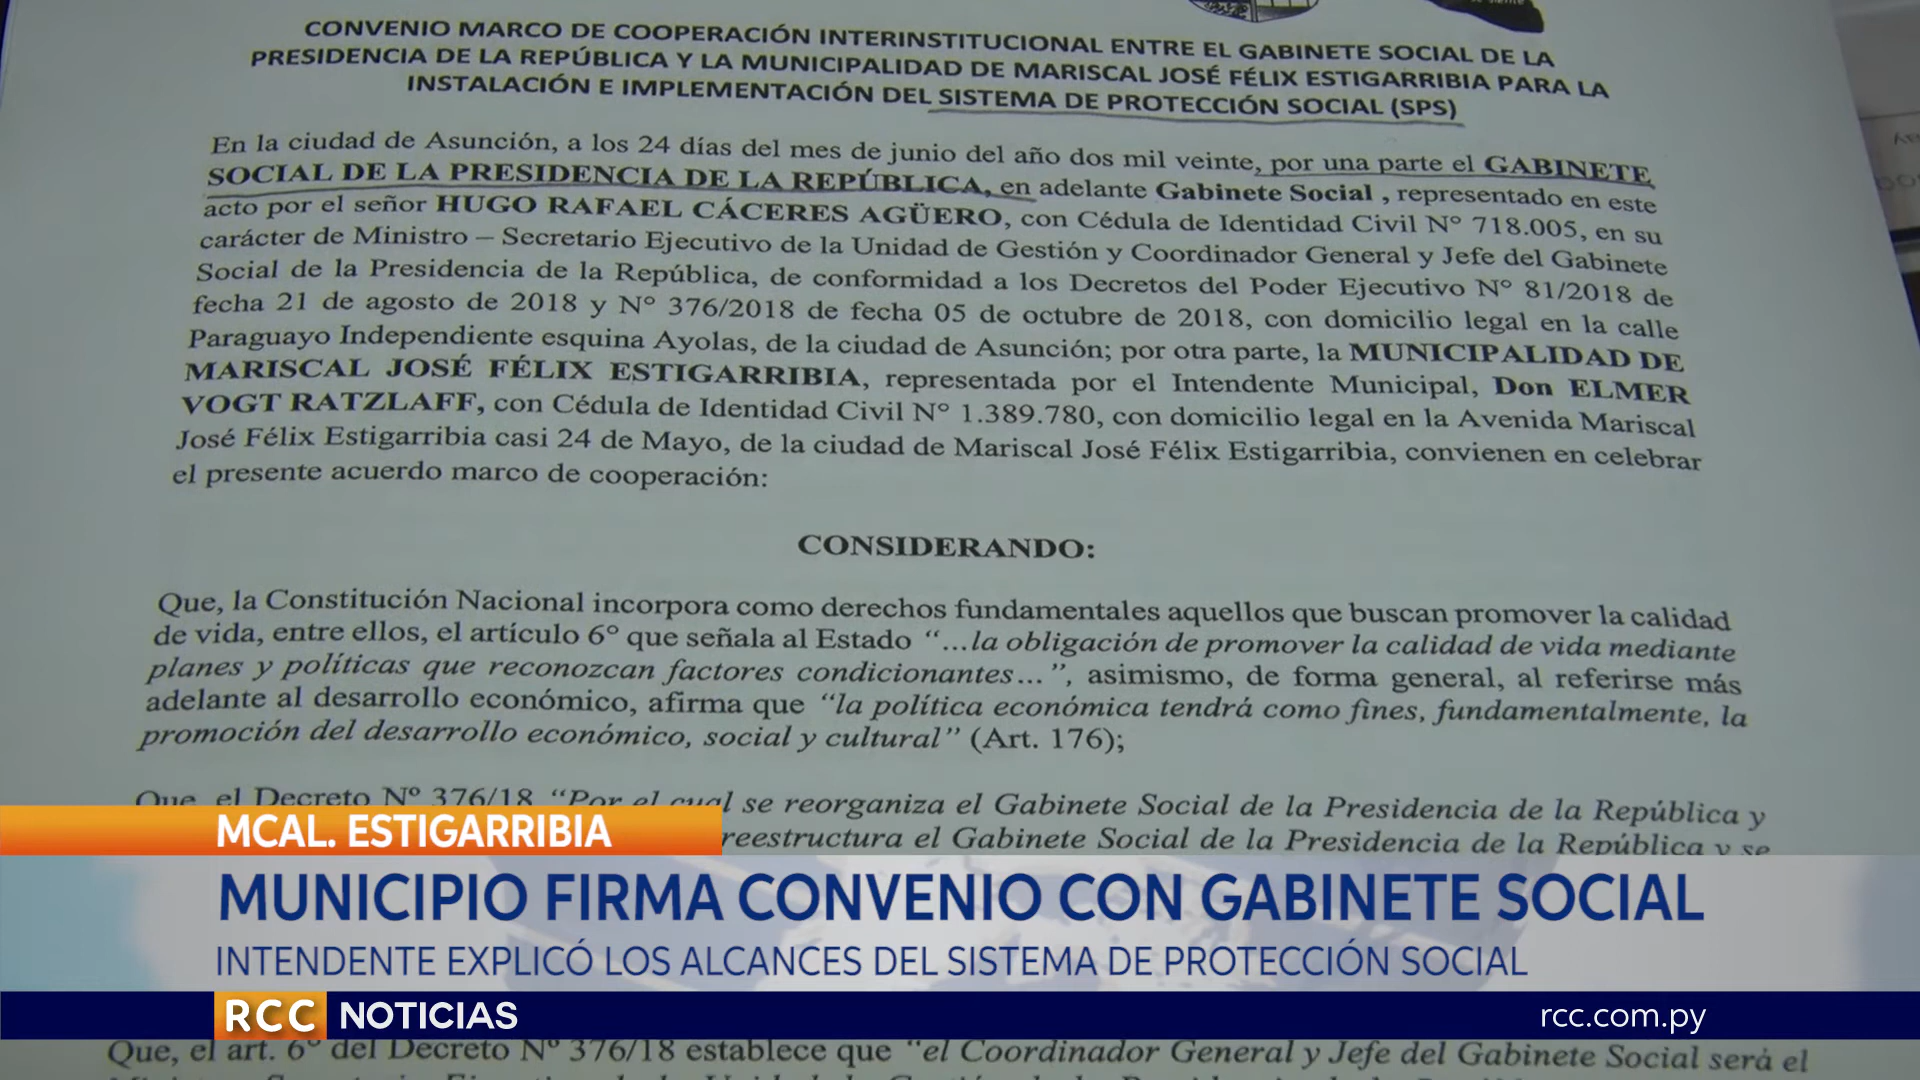 CONVENIO MARCO DE COOPERACIÓN INTERINSTITUCIONAL ENTRE EL GABINETE SOCIAL DE LA
PRESIDENCIA DE LA REPÚBLICA Y LA MUNICIPALIDAD DE MARISCAL JOSÉ FÉLIX ESTIGARRIBIA PARA LA
INSTALACIÓN E IMPLEMENTACIÓN DEL SISTEMA DE PROTECCIÓN SOCIAL (SPS)
En la ciudad de Asunción, a los 24 días del mes de junio del año dos mil veinte, por una parte el GABINETE
SOCIAL DE LA PRESIDENCIA DE LA REPÚBLICA, en adelante Gabinete Social , representado en este
acto por el señor HUGO RAFAEL CÁCERES AGÜERO, con Cédula de Identidad Civil N° 718.005, en su
carácter de Ministro – Secretario Ejecutivo de la Unidad de Gestión y Coordinador General y Jefe del Gabinete
Social de la Presidencia de la República, de conformidad a los Decretos del Poder Ejecutivo N° 81/2018 de
fecha 21 de agosto de 2018 y N° 376/2018 de fecha 05 de octubre de 2018, con domicilio legal en la calle
Paraguayo Independiente esquina Ayolas, de la ciudad de Asunción; por otra parte, la MUNICIPALIDAD DE
MARISCAL JOSÉ FÉLIX ESTIGARRIBIA, representada por el Intendente Municipal, Don ELMER
VOGT RATZLAFF, con Cédula de Identidad Civil N° 1.389.780, con domicilio legal en la Avenida Mariscal
José Félix Estigarribia casi 24 de Mayo, de la ciudad de Mariscal José Félix Estigarribia, convienen en celebrar
el presente acuerdo marco de cooperación:
CONSIDERANDO:
Que, la Constitución Nacional incorpora como derechos fundamentales aquellos que buscan promover la calidad
de vida, entre ellos, el artículo 6° que señala al Estado “…la obligación de promover la calidad de vida mediante
planes y políticas que reconozcan factores condicionantes…”, asimismo, de forma general, al referirse más
adelante al desarrollo económico, afirma que “la política económica tendrá como fines, fundamentalmente, la
promoción del desarrollo económico, social y cultural” (Art. 176);
Que, el Decreto N° 376/18 “Por el cual se reorganiza el Gabinete Social de la Presidencia de la República y
reestructura el Gabinete Social de la Presidencia de la República y se
MCAL. ESTIGARRIBIA
MUNICIPIO FIRMA CONVENIO CON GABINETE SOCIAL
INTENDENTE EXPLICÓ LOS ALCANCES DEL SISTEMA DE PROTECCIÓN SOCIAL
RCC NOTICIAS
rcc.com.py
Que, el art. 6° del Decreto N° 376/18 establece que “el Coordinador General y Jefe del Gabinete Social será el